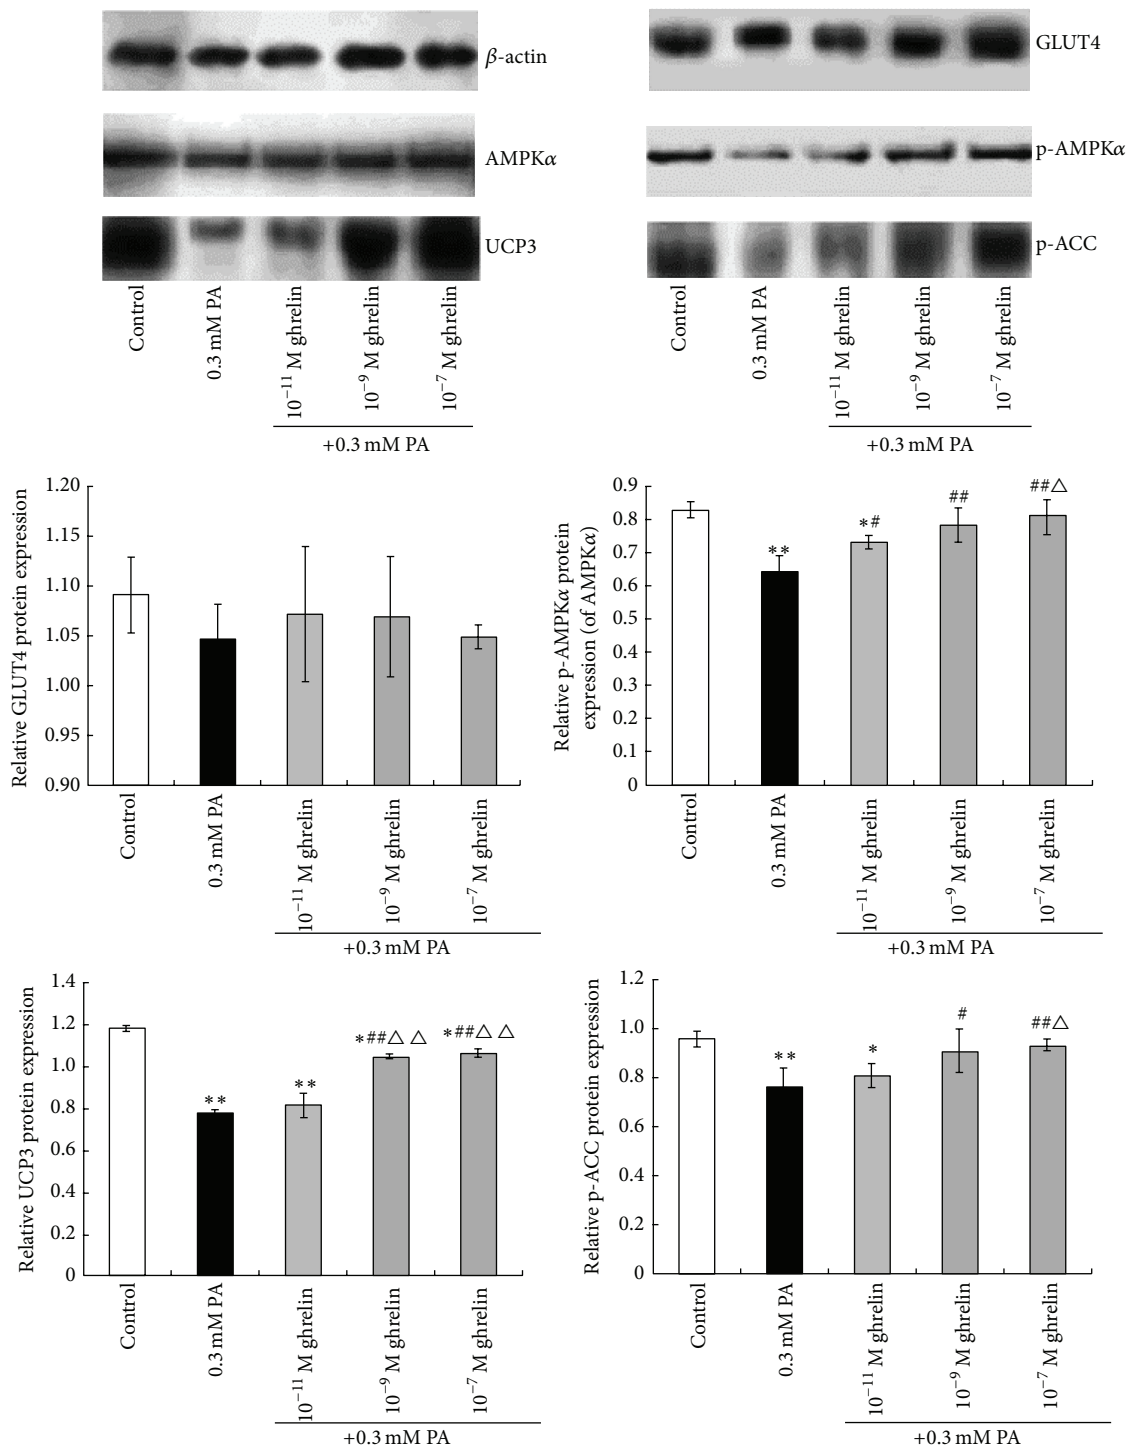 β-actin
AMPKα
UCP3
Control
0.3 mM PA
10⁻¹¹ M ghrelin
10⁻⁹ M ghrelin
10⁻⁷ M ghrelin
+0.3 mM PA
GLUT4
p-AMPKα
p-ACC
Control
0.3 mM PA
10⁻¹¹ M ghrelin
10⁻⁹ M ghrelin
10⁻⁷ M ghrelin
+0.3 mM PA
Relative GLUT4 protein expression
1.20
1.15
1.10
1.05
1.00
0.95
0.90
Control
0.3 mM PA
10⁻¹¹ M ghrelin
10⁻⁹ M ghrelin
10⁻⁷ M ghrelin
+0.3 mM PA
Relative p-AMPKα protein
expression (of AMPKα)
0.9
0.8
0.7
0.6
0.5
0.4
0.3
0.2
0.1
0
**
*#
##
##△
Control
0.3 mM PA
10⁻¹¹ M ghrelin
10⁻⁹ M ghrelin
10⁻⁷ M ghrelin
+0.3 mM PA
Relative UCP3 protein expression
1.4
1.2
1.0
0.8
0.6
0.4
0.2
0
**
**
*##△ △
*##△ △
Control
0.3 mM PA
10⁻¹¹ M ghrelin
10⁻⁹ M ghrelin
10⁻⁷ M ghrelin
+0.3 mM PA
Relative p-ACC protein expression
1.2
1.0
0.8
0.6
0.4
0.2
0
**
*
#
##△
Control
0.3 mM PA
10⁻¹¹ M ghrelin
10⁻⁹ M ghrelin
10⁻⁷ M ghrelin
+0.3 mM PA